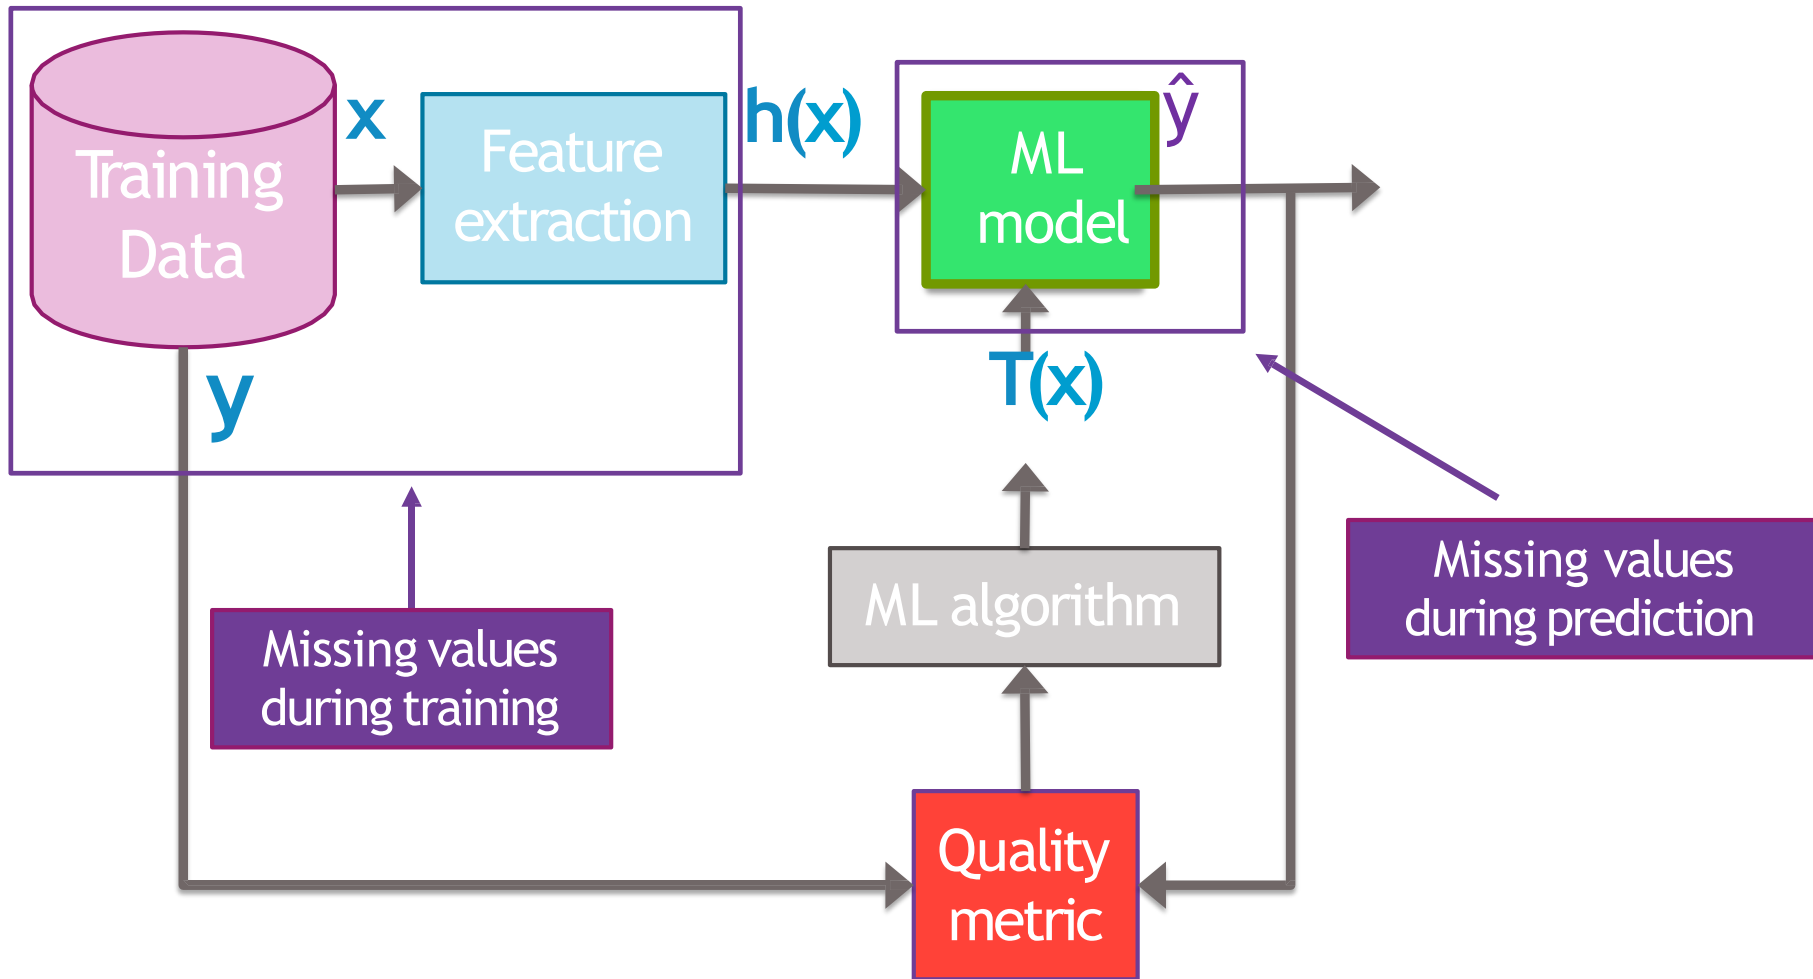 Training
Data
x
Feature
extraction
h(x)
ML
model
ŷ
y
T(x)
ML algorithm
Missing values
during training
Missing values
during prediction
Quality
metric